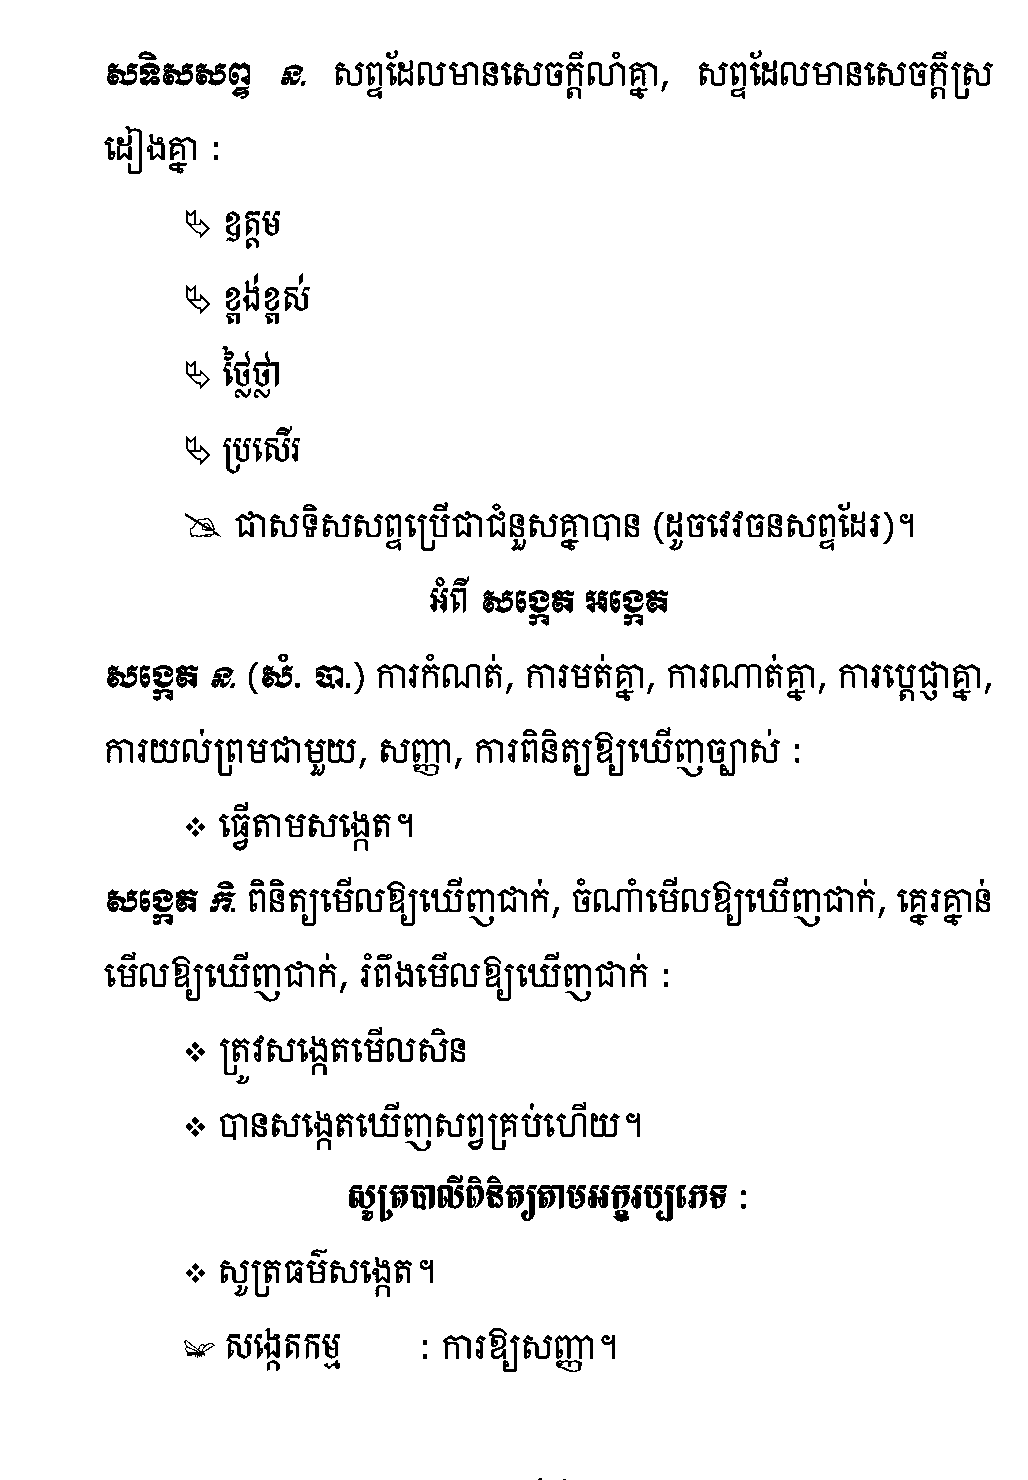 សទិសសព្ទ ន. សព្ទដែលមានសេចក្ដីលាំគ្នា, សព្ទដែលមានសេចក្ដីស្រ
ដៀងគ្នា :
ឧត្ដម
ខ្ពង់ខ្ពស់
ថ្លៃថ្លា
ប្រសើរ
ជាសទិសសព្ទប្រើជាជំនួសគ្នាបាន (ដូចវេវចនសព្ទដែរ)។
អំពី សង្កេត អង្កេត
សង្កេត ន. (សំ. បា.) ការកំណត់, ការមត់គ្នា, ការណាត់គ្នា, ការប្ដេជ្ញាគ្នា,
ការយល់ព្រមជាមួយ, សញ្ញា, ការពិនិត្យឱ្យឃើញច្បាស់ :
❖ ធ្វើតាមសង្កេត។
សង្កេត កិ. ពិនិត្យមើលឱ្យឃើញជាក់, ចំណាំមើលឱ្យឃើញជាក់, គ្នេរគ្នាន់
មើលឱ្យឃើញជាក់, រំពឹងមើលឱ្យឃើញជាក់ :
❖ ត្រូវសង្កេតមើលសិន
❖ បានសង្កេតឃើញសព្វគ្រប់ហើយ។
សូត្របាលីពិនិត្យតាមអក្ខរប្បភេទ :
❖ សូត្រធម៌សង្កេត។
សង្កេតកម្ម : ការឱ្យសញ្ញា។